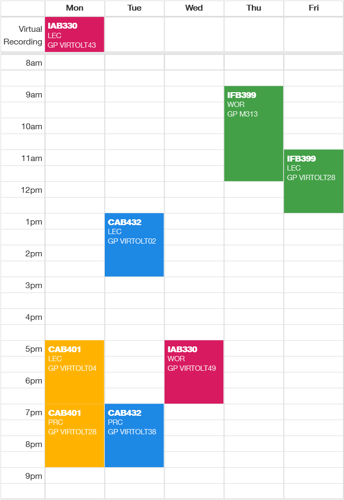 Mon Tue Wed Thu Fri
Virtual Recording
IAB330
LEC
GP VIRTOLT43
8am
9am
IFB399
WOR
GP M313
10am
11am
IFB399
LEC
GP VIRTOLT28
12pm
1pm
CAB432
LEC
GP VIRTOLT02
2pm
3pm
4pm
5pm
CAB401
LEC
GP VIRTOLT04
IAB330
WOR
GP VIRTOLT49
6pm
7pm
CAB401
PRC
GP VIRTOLT28
CAB432
PRC
GP VIRTOLT38
8pm
9pm